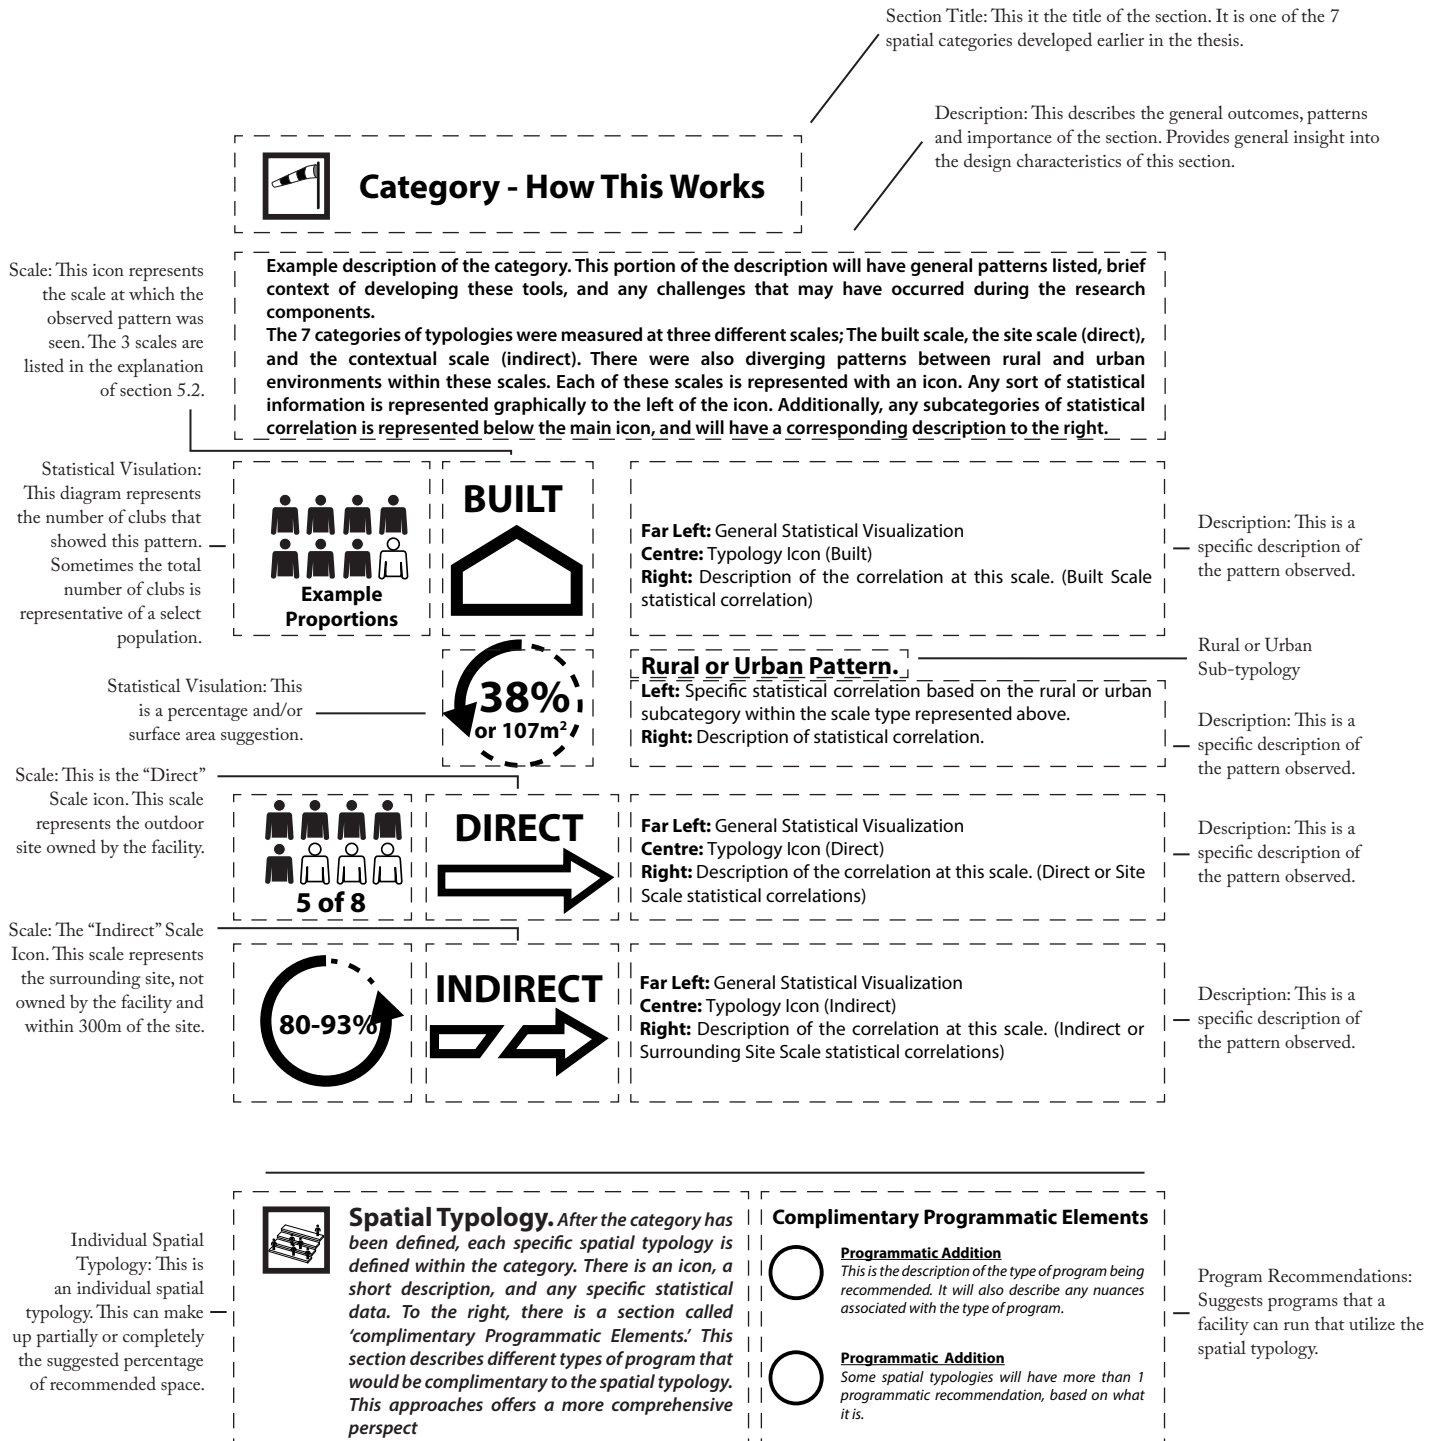 Section Title: This it the title of the section. It is one of the 7
spatial categories developed earlier in the thesis.
Description: This describes the general outcomes, patterns
and importance of the section. Provides general insight into
the design characteristics of this section.
Category - How This Works
Scale: This icon represents
the scale at which the
observed pattern was
seen. The 3 scales are
listed in the explanation
of section 5.2.
Example description of the category. This portion of the description will have general patterns listed, brief
context of developing these tools, and any challenges that may have occurred during the research
components.
The 7 categories of typologies were measured at three different scales; The built scale, the site scale (direct),
and the contextual scale (indirect). There were also diverging patterns between rural and urban
environments within these scales. Each of these scales is represented with an icon. Any sort of statistical
information is represented graphically to the left of the icon. Additionally, any subcategories of statistical
correlation is represented below the main icon, and will have a corresponding description to the right.
Statistical Visulation:
This diagram represents
the number of clubs that
showed this pattern.
Sometimes the total
number of clubs is
representative of a select
population.
Example
Proportions
BUILT
Far Left: General Statistical Visualization
Centre: Typology Icon (Built)
Right: Description of the correlation at this scale. (Built Scale
statistical correlation)
Description: This is a
specific description of
the pattern observed.
Statistical Visulation: This
is a percentage and/or
surface area suggestion.
38%
or 107m²
Rural or Urban Pattern.
Left: Specific statistical correlation based on the rural or urban
subcategory within the scale type represented above.
Right: Description of statistical correlation.
Rural or Urban
Sub-typology
Description: This is a
specific description of
the pattern observed.
Scale: This is the “Direct”
Scale icon. This scale
represents the outdoor
site owned by the facility.
5 of 8
DIRECT
Far Left: General Statistical Visualization
Centre: Typology Icon (Direct)
Right: Description of the correlation at this scale. (Direct or Site
Scale statistical correlations)
Description: This is a
specific description of
the pattern observed.
Scale: The “Indirect” Scale
Icon. This scale represents
the surrounding site, not
owned by the facility and
within 300m of the site.
80-93%
INDIRECT
Far Left: General Statistical Visualization
Centre: Typology Icon (Indirect)
Right: Description of the correlation at this scale. (Indirect or
Surrounding Site Scale statistical correlations)
Description: This is a
specific description of
the pattern observed.
Individual Spatial
Typology: This is
an individual spatial
typology. This can make
up partially or completely
the suggested percentage
of recommended space.
Spatial Typology. After the category has
been defined, each specific spatial typology is
defined within the category. There is an icon, a
short description, and any specific statistical
data. To the right, there is a section called
‘complimentary Programmatic Elements.’ This
section describes different types of program that
would be complimentary to the spatial typology.
This approaches offers a more comprehensive
perspect
Complimentary Programmatic Elements
Programmatic Addition
This is the description of the type of program being
recommended. It will also describe any nuances
associated with the type of program.
Programmatic Addition
Some spatial typologies will have more than 1
programmatic recommendation, based on what
it is.
Program Recommendations:
Suggests programs that a
facility can run that utilize the
spatial typology.